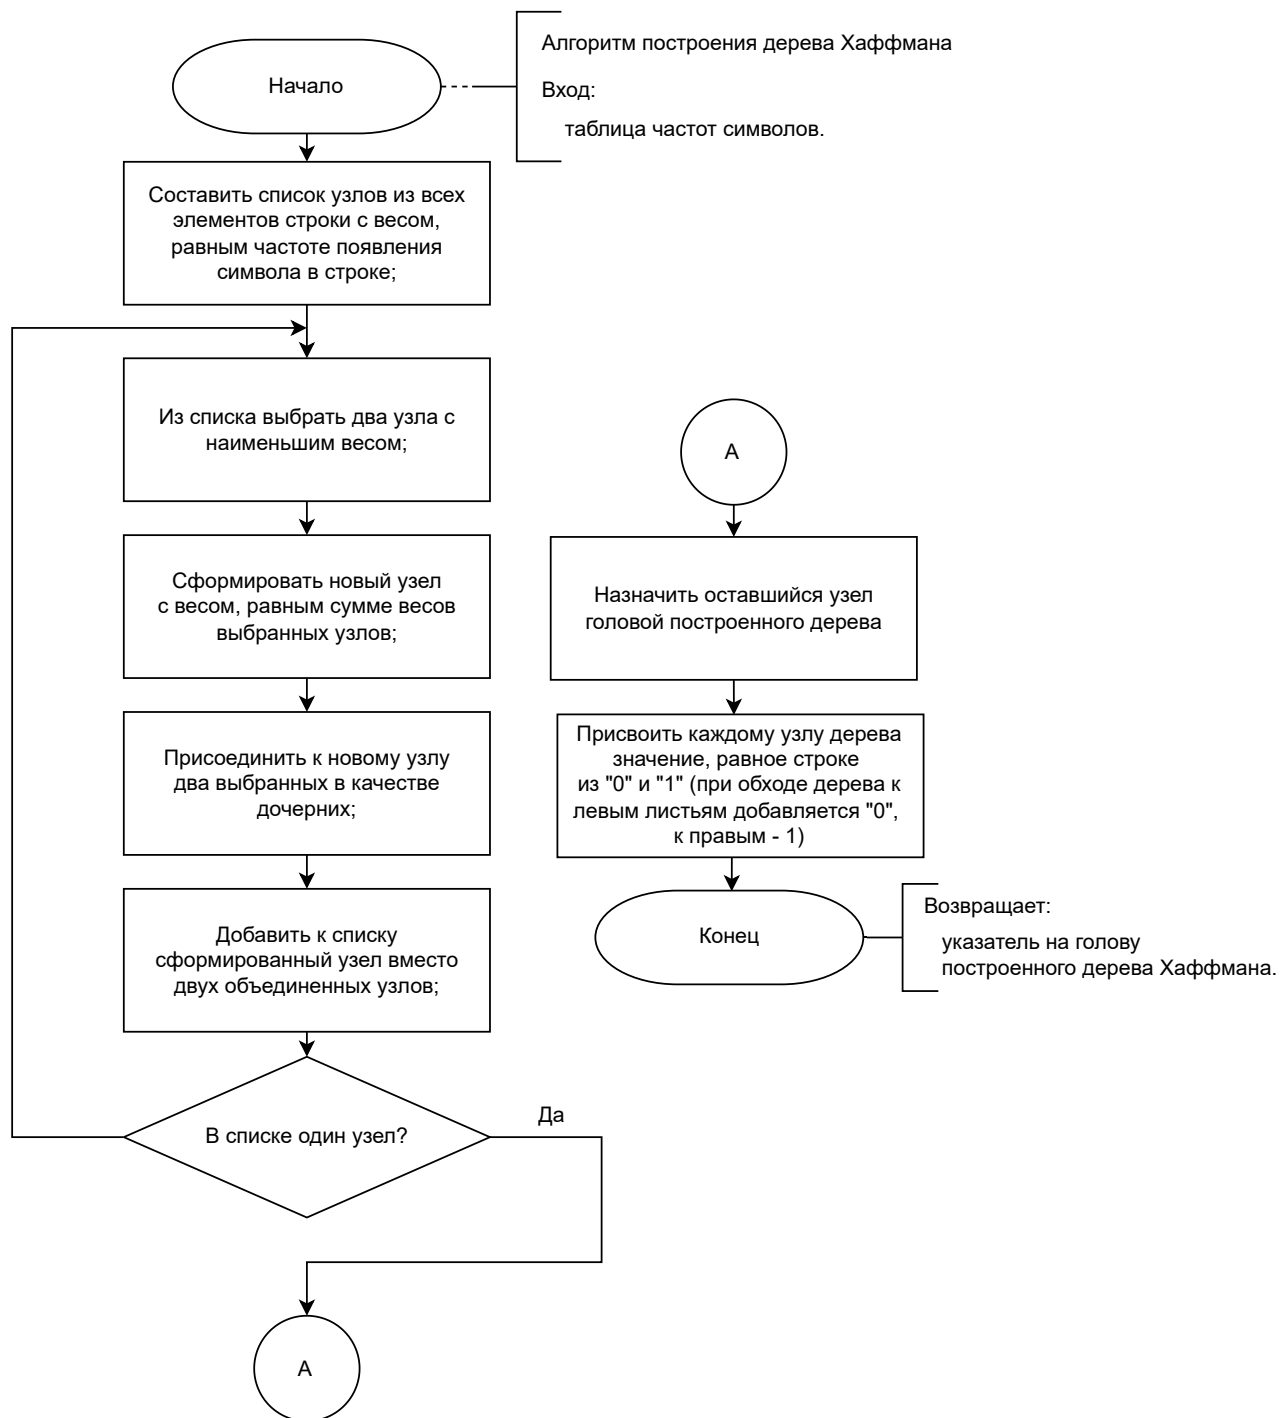 Начало
Алгоритм построения дерева Хаффмана
Вход:
таблица частот символов.
Составить список узлов из всех
элементов строки с весом,
равным частоте появления
символа в строке;
Из списка выбрать два узла с
наименьшим весом;
Сформировать новый узел
с весом, равным сумме весов
выбранных узлов;
Присоединить к новому узлу
два выбранных в качестве
дочерних;
Добавить к списку
сформированный узел вместо
двух объединенных узлов;
В списке один узел?
Да
А
А
Назначить оставшийся узел
головой построенного дерева
Присвоить каждому узлу дерева
значение, равное строке
из "0" и "1" (при обходе дерева к
левым листьям добавляется "0",
к правым - 1)
Конец
Возвращает:
указатель на голову
построенного дерева Хаффмана.